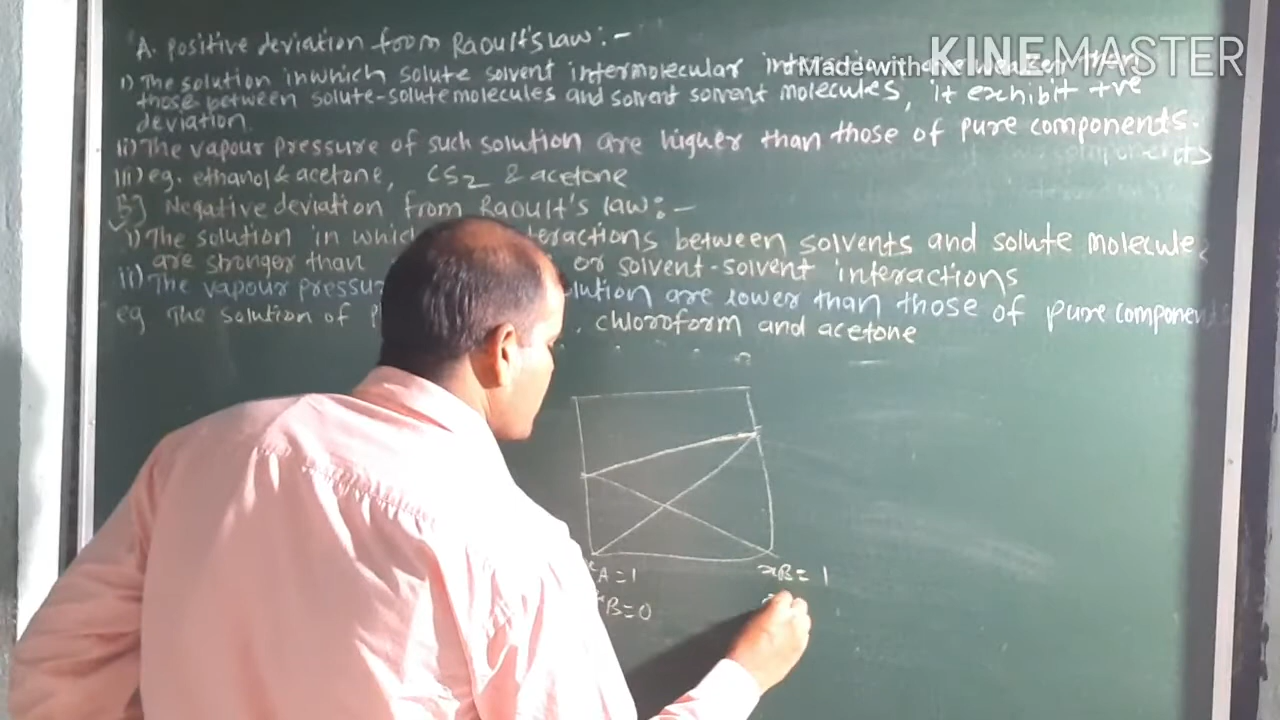 A. positive deviation from Raoult's law:-
Made with
KINEMASTER
i) The solution in which solute solvent intermolecular
those between solute-solute molecules and solvent solvent molecules, it exhibit +ve
deviation
ii) The vapour pressure of such solution are higher than those of pure components.
iii) eg. ethanol & acetone, CS2 & acetone
B] Negative deviation from Raoult's law:-
i) The solution in which interactions between solvents and solute molecules
are stronger than or solvent-solvent interactions
ii) The vapour pressure solution are lower than those of pure components
eg The solution of chloroform and acetone
xA=1
xB=1
xB=0